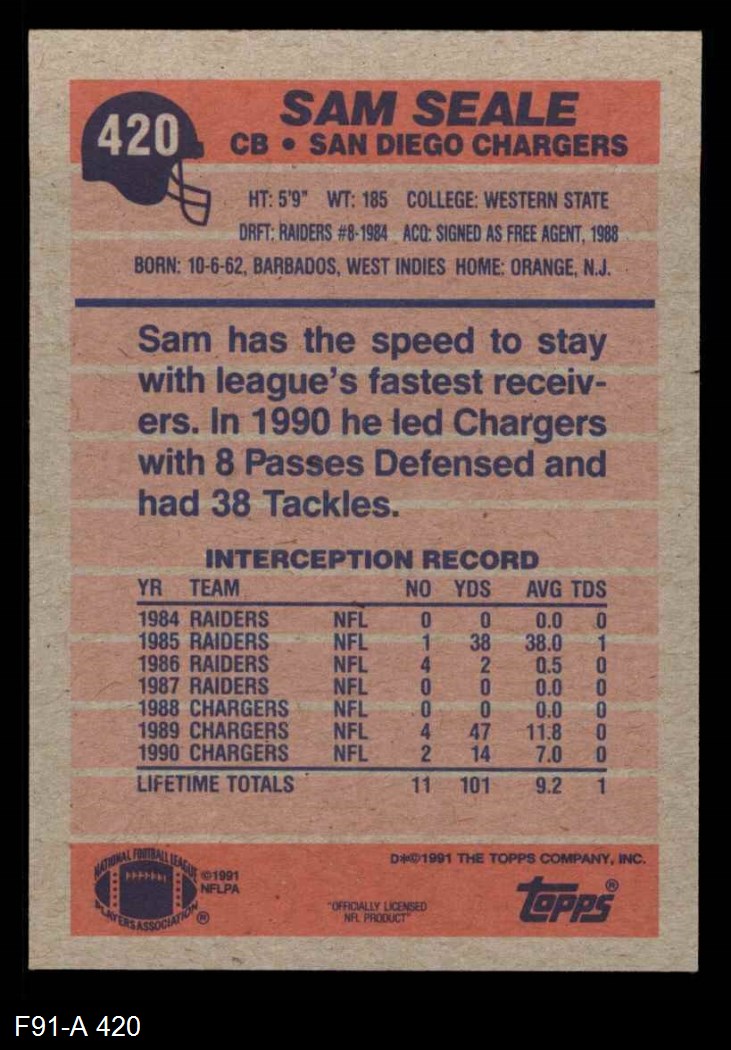 420
SAM SEALE
CB • SAN DIEGO CHARGERS
HT: 5'9" WT: 185 COLLEGE: WESTERN STATE
DRFT: RAIDERS #8-1984 ACQ: SIGNED AS FREE AGENT, 1988
BORN: 10-6-62, BARBADOS, WEST INDIES HOME: ORANGE, N.J.
Sam has the speed to stay
with league's fastest receiv-
ers. In 1990 he led Chargers
with 8 Passes Defensed and
had 38 Tackles.
INTERCEPTION RECORD
YR TEAM NO YDS AVG TDS
1984 RAIDERS NFL 0 0 0.0 0
1985 RAIDERS NFL 1 38 38.0 1
1986 RAIDERS NFL 4 2 0.5 0
1987 RAIDERS NFL 0 0 0.0 0
1988 CHARGERS NFL 0 0 0.0 0
1989 CHARGERS NFL 4 47 11.8 0
1990 CHARGERS NFL 2 14 7.0 0
LIFETIME TOTALS 11 101 9.2 1
NATIONAL FOOTBALL LEAGUE
PLAYERS ASSOCIATION ®
©1991
NFLPA
D*©1991 THE TOPPS COMPANY, INC.
"OFFICIALLY LICENSED
NFL PRODUCT"
topps®
F91-A 420